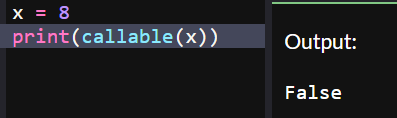 x = 8
print(callable(x))
Output:
False